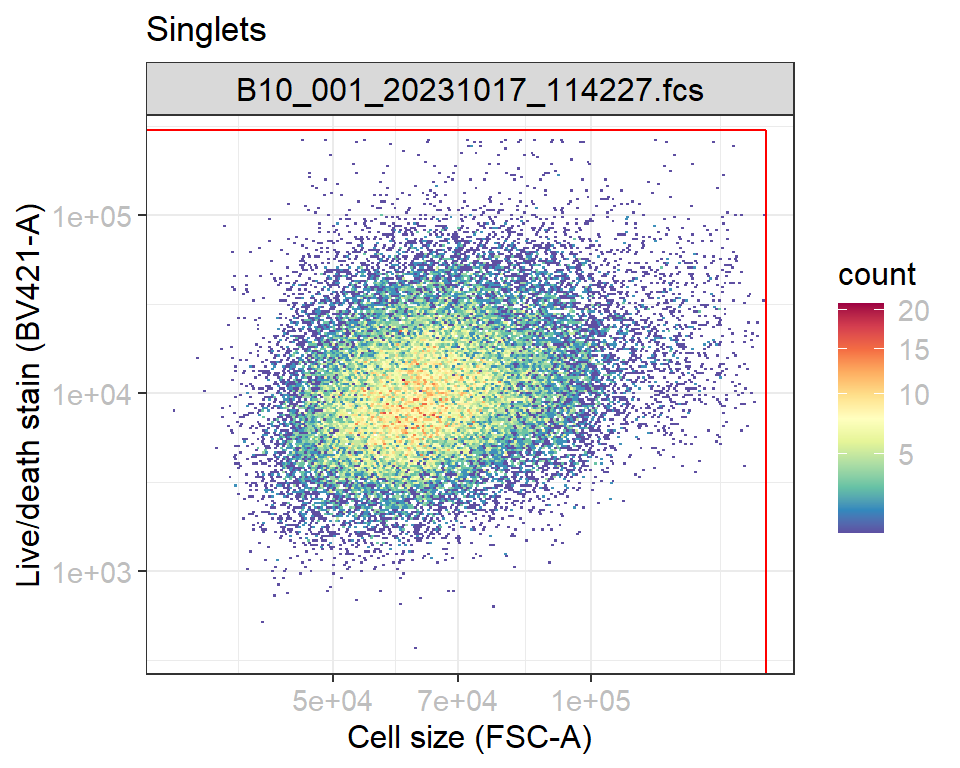 Singlets
B10_001_20231017_114227.fcs
Live/death stain (BV421-A)
1e+05
1e+04
1e+03
5e+04 7e+04 1e+05
Cell size (FSC-A)
count
20
15
10
5